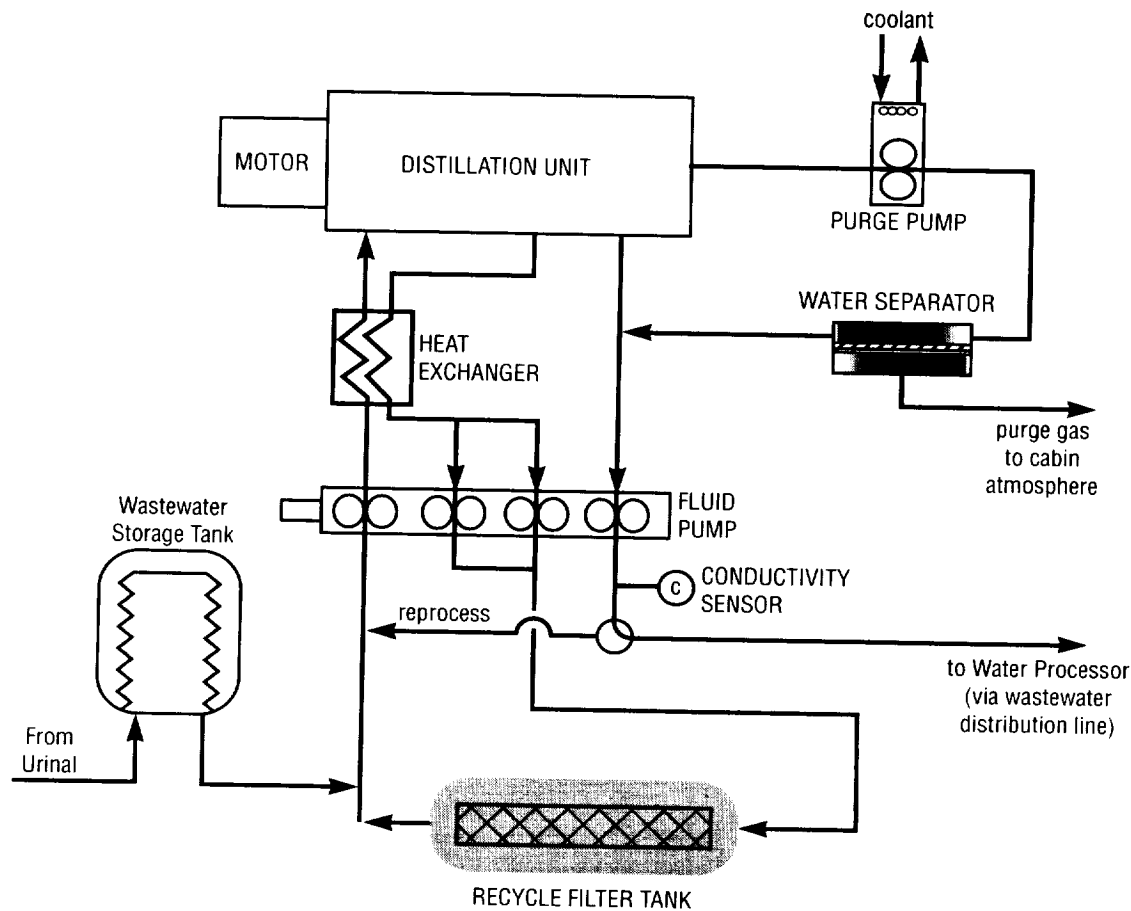 coolant
MOTOR
DISTILLATION UNIT
PURGE PUMP
WATER SEPARATOR
HEAT
EXCHANGER
purge gas
to cabin
atmosphere
Wastewater
Storage Tank
FLUID
PUMP
C
CONDUCTIVITY
SENSOR
reprocess
to Water Processor
(via wastewater
distribution line)
From
Urinal
RECYCLE FILTER TANK